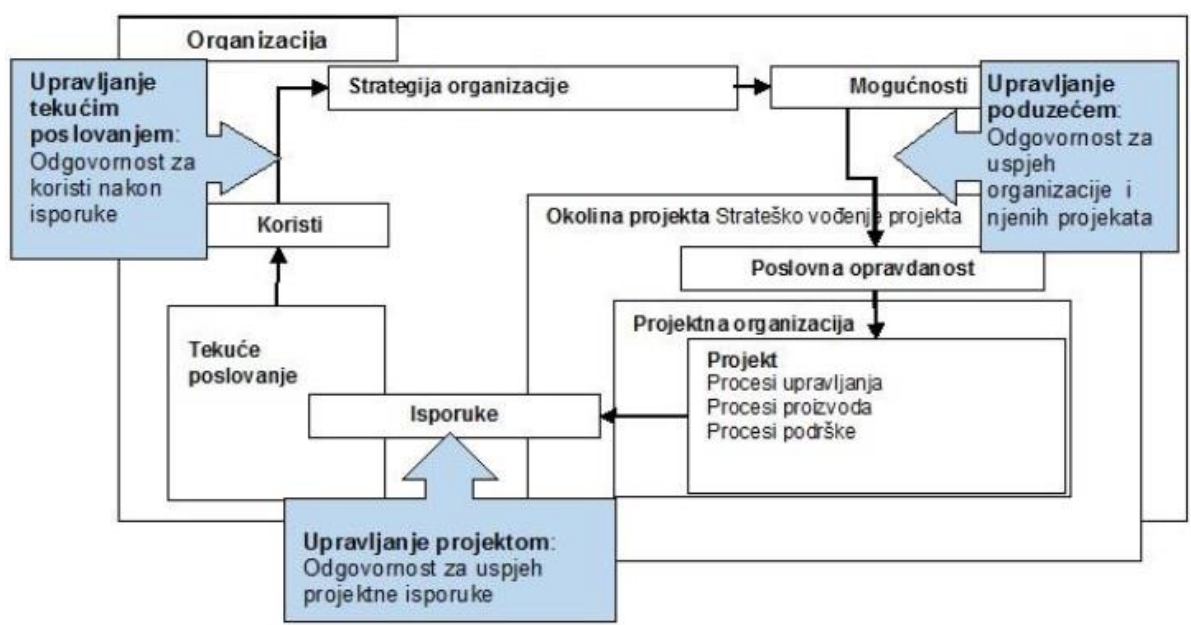 Organizacija
Upravljanje
tekućim
poslovanjem:
Odgovornost za
koristi nakon
isporuke
Strategija organizacije
Mogućnosti
Upravljanje
poduzećem:
Odgovornost za
uspjeh
organizacije i
njenih projekata
Koristi
Okolina projekta Strateško vođenje projekta
Poslovna opravdanost
Projektna organizacija
Tekuće
poslovanje
Projekt
Procesi upravljanja
Procesi proizvoda
Procesi podrške
Isporuke
Upravljanje projektom:
Odgovornost za uspjeh
projektne isporuke